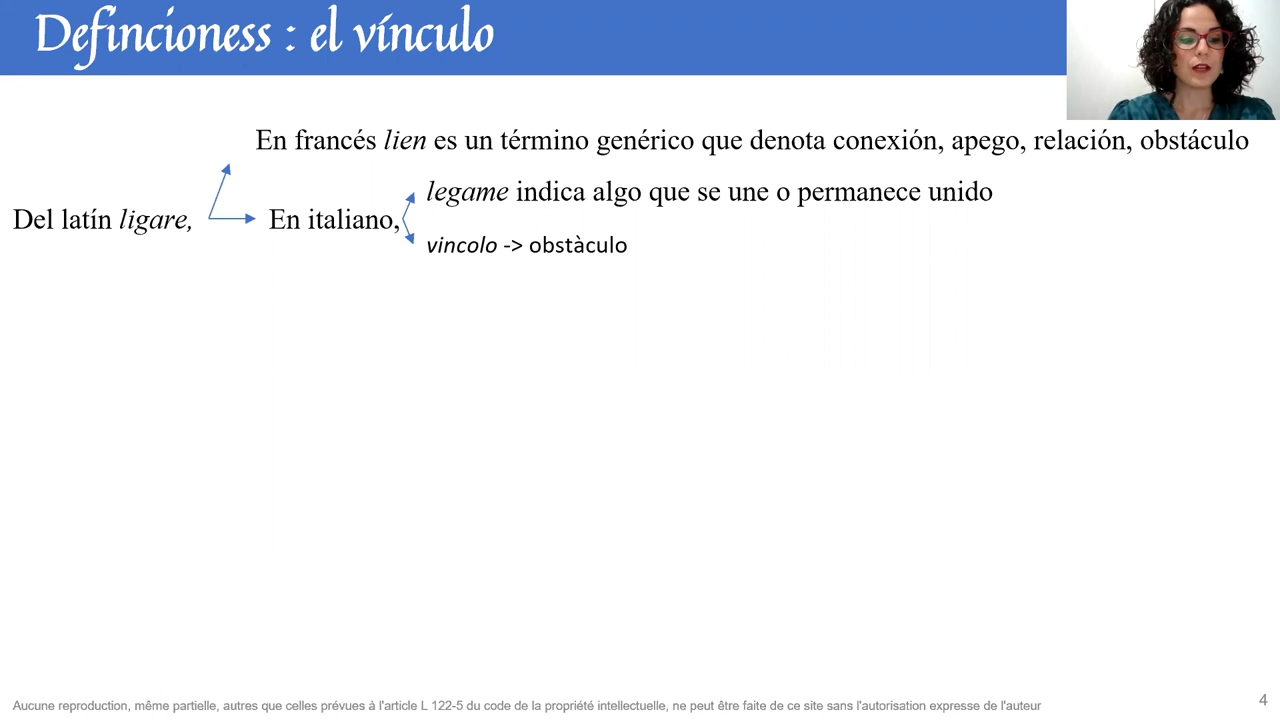 Defincioness : el vínculo
En francés lien es un término genérico que denota conexión, apego, relación, obstáculo
legame indica algo que se une o permanece unido
Del latín ligare,
En italiano,
vincolo -> obstàculo
Aucune reproduction, même partielle, autres que celles prévues à l'article L 122-5 du code de la propriété intellectuelle, ne peut être faite de ce site sans l'autorisation expresse de l'auteur
4